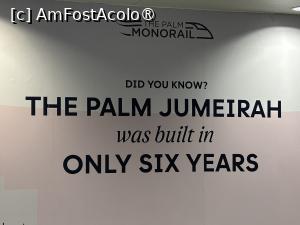 [c] AmFostAcolo®
THE PALM
MONORAIL
DID YOU KNOW?
THE PALM JUMEIRAH
was built in
ONLY SIX YEARS